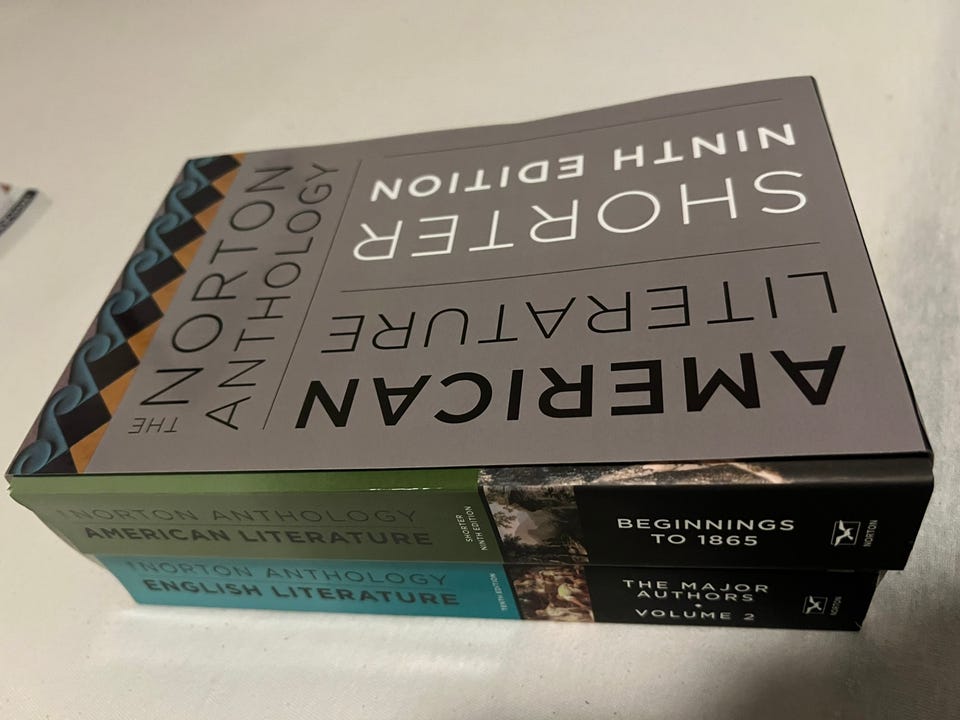 THE
NORTON
ANTHOLOGY
AMERICAN
LITERATURE
SHORTER
NINTH EDITION
NORTON ANTHOLOGY
AMERICAN LITERATURE
SHORTER
NINTH EDITION
BEGINNINGS
TO 1865
NORTON
NORTON ANTHOLOGY
ENGLISH LITERATURE
TENTH EDITION
THE MAJOR
AUTHORS
VOLUME 2
NORTON